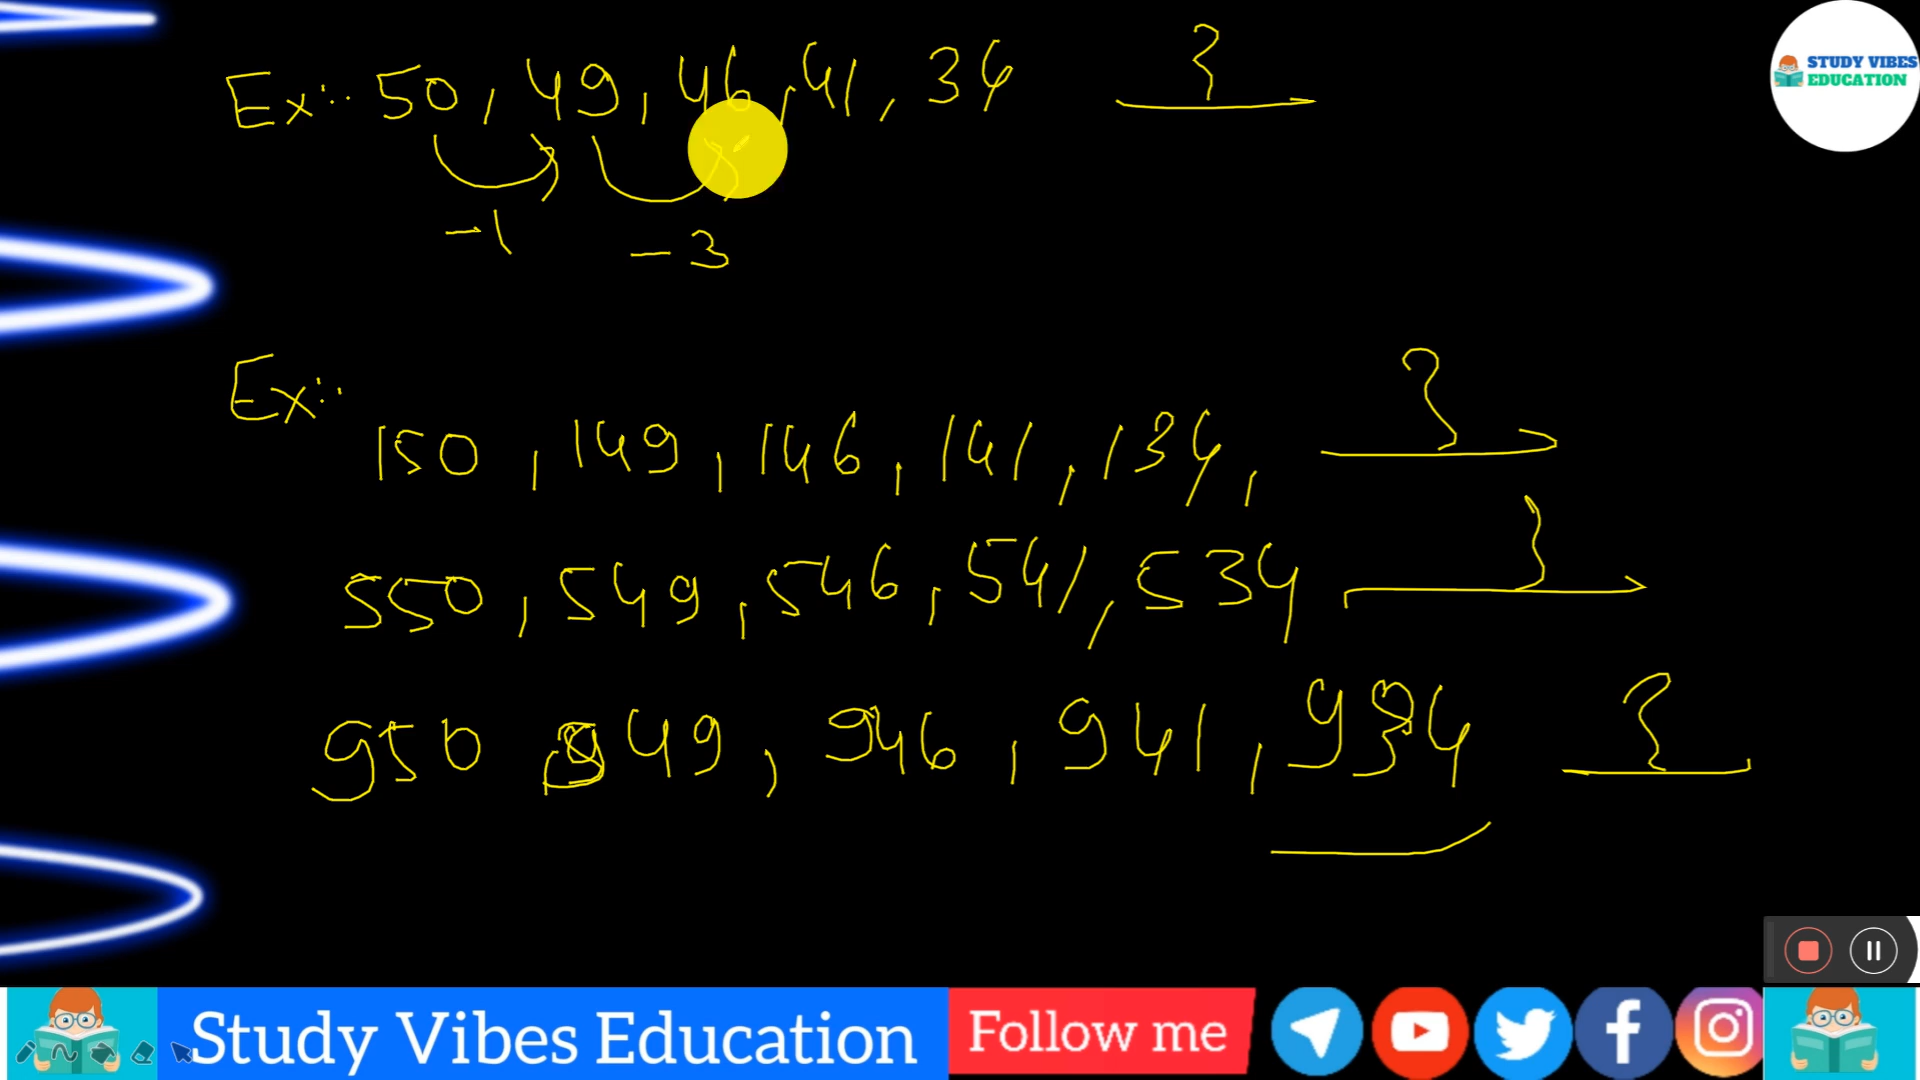 STUDY VIBES
EDUCATION
Ex:- 50, 49, 46, 41, 34 ?
-1 -3
Ex:-
150, 149, 146, 141, 134, ?
550, 549, 546, 541, 534 ?
950, 949, 946, 941, 934 ?
Study Vibes Education Follow me